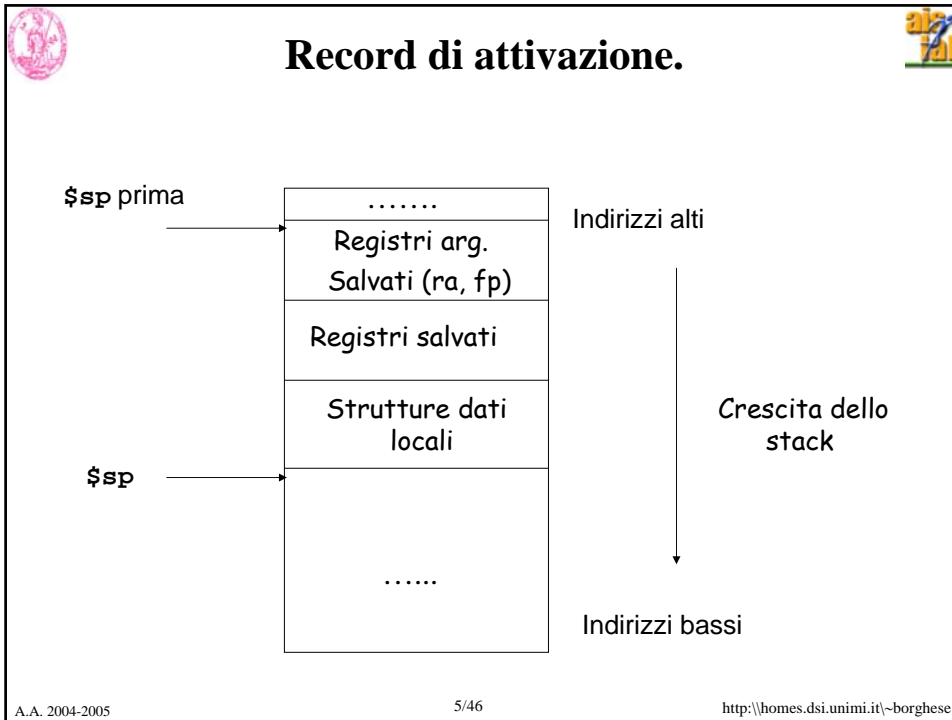 Record di attivazione.
$sp prima
.......
Indirizzi alti
Registri arg.
Salvati (ra, fp)
Registri salvati
Strutture dati
locali
Crescita dello
stack
$sp
......
Indirizzi bassi
A.A. 2004-2005
5/46
http:\\homes.dsi.unimi.it\~borghese